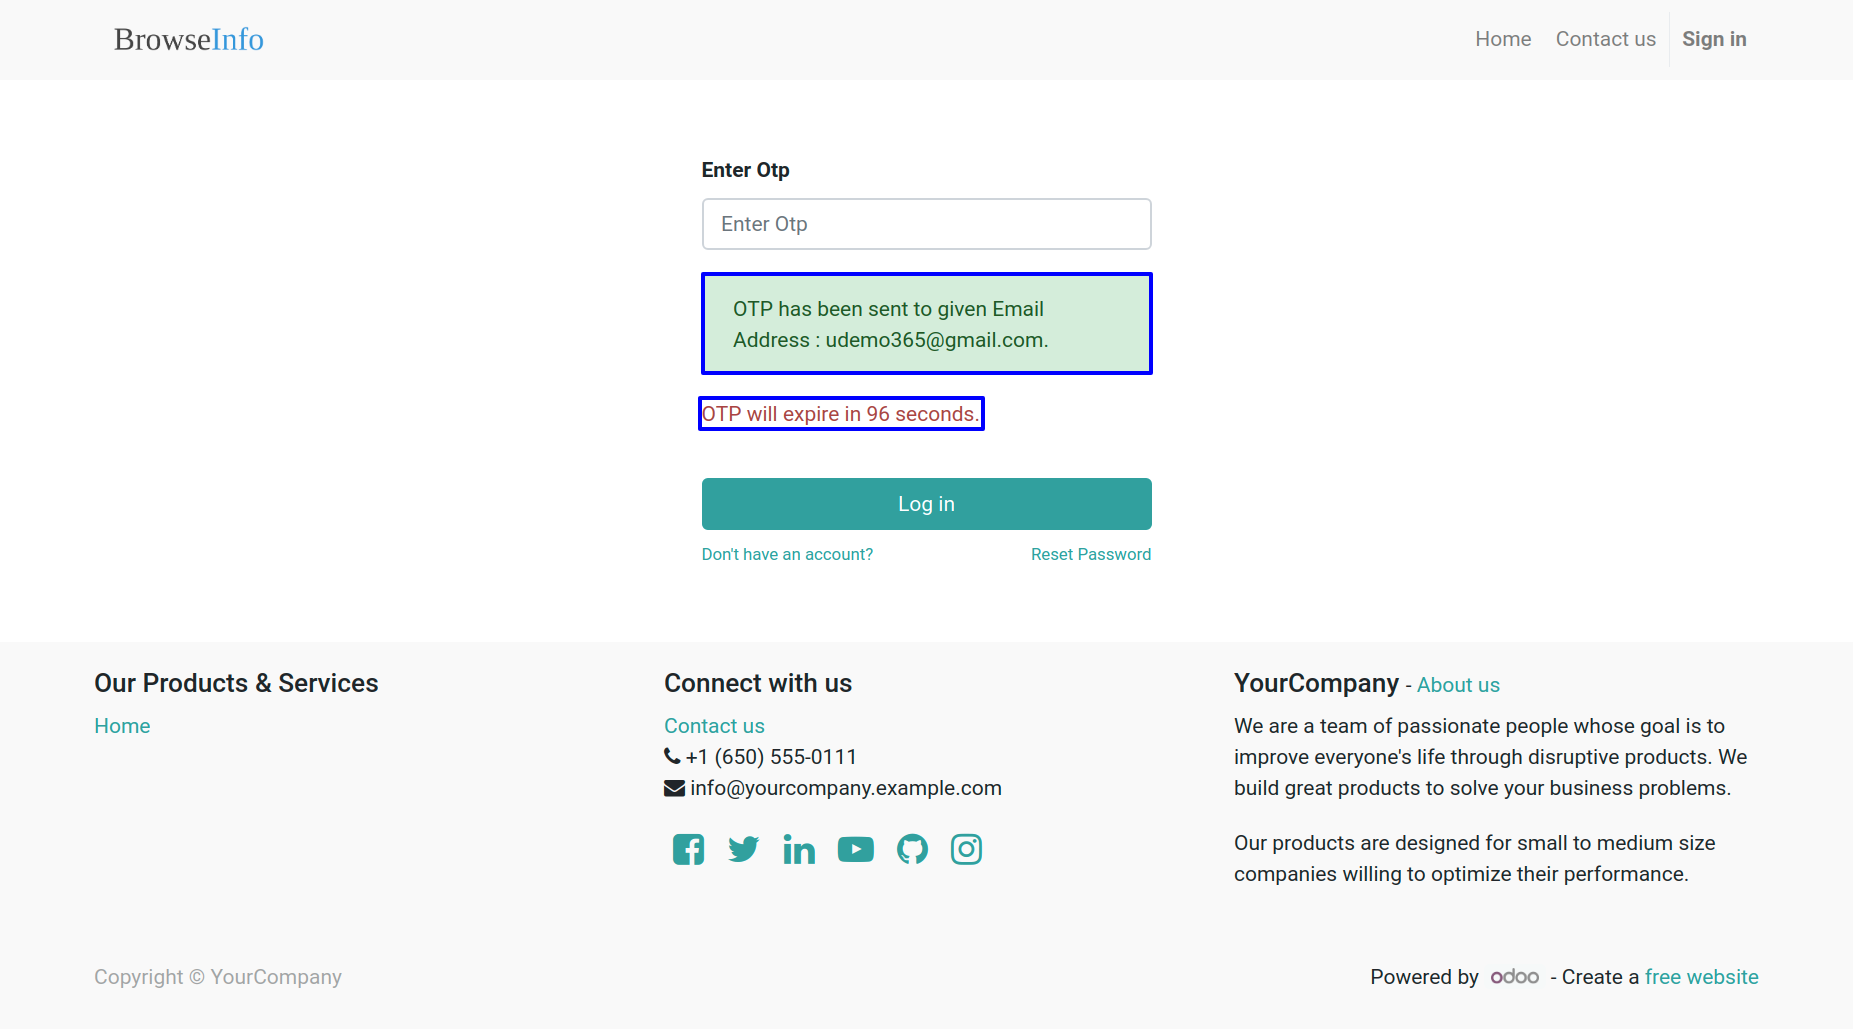 BrowseInfo
Home Contact us Sign in
Enter Otp
Enter Otp
OTP has been sent to given Email
Address : udemo365@gmail.com.
OTP will expire in 96 seconds.
Log in
Don't have an account? Reset Password
Our Products & Services
Home
Connect with us
Contact us
+1 (650) 555-0111
info@yourcompany.example.com
YourCompany - About us
We are a team of passionate people whose goal is to
improve everyone's life through disruptive products. We
build great products to solve your business problems.
Our products are designed for small to medium size
companies willing to optimize their performance.
Copyright © YourCompany
Powered by odoo - Create a free website